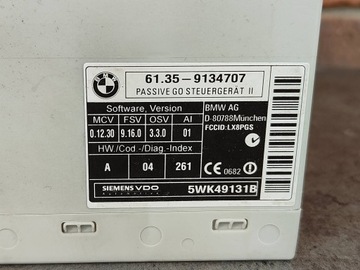 BMW
61.35-9134707
PASSIVE GO STEUERGERÄT II
Software, Version
MCV FSV OSV AI
0.12.30 9.16.0 3.3.0 01
HW./Cod-/Diag.-Index
A 04 261
BMW AG
D-80788München
FCCID:LX8PGS
CE 0682
SIEMENS VDO
Automotive
5WK49131B